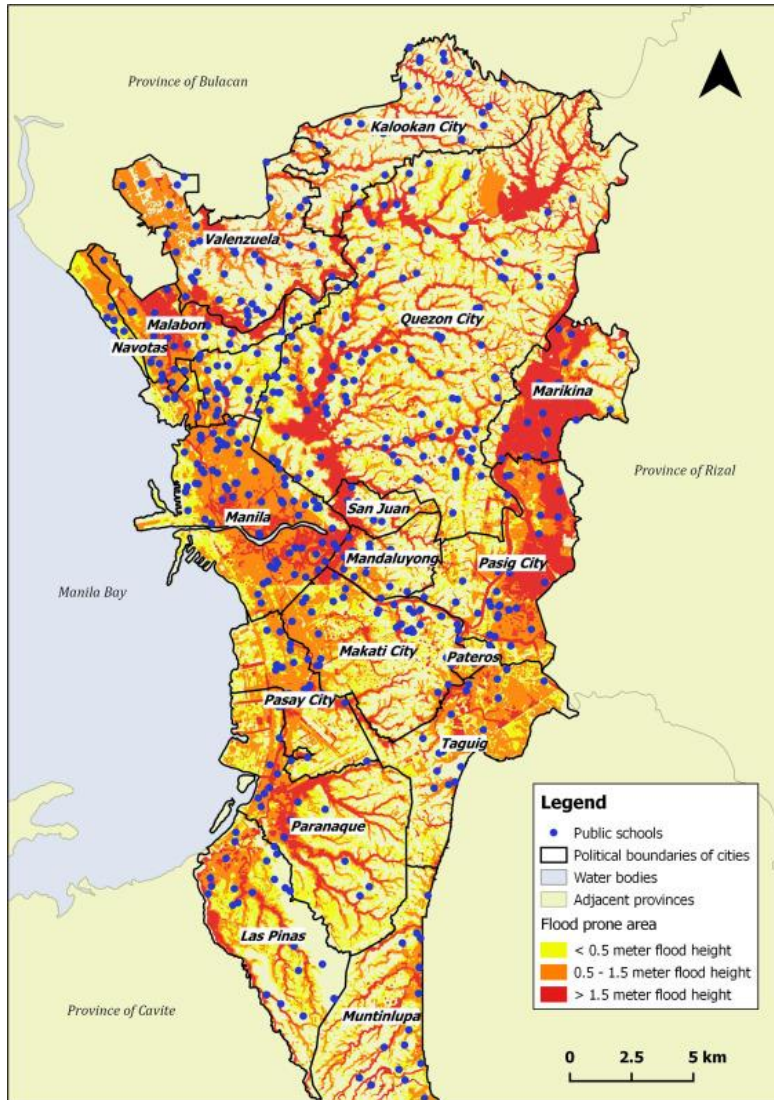 Province of Bulacan
Kalookan City
Valenzuela
Quezon City
Malabon
Navotas
Marikina
Province of Rizal
San Juan
Manila
Mandaluyong
Pasig City
Manila Bay
Makati City
Pateros
Pasay City
Taguig
Paranaque
Las Pinas
Province of Cavite
Muntinlupa
Legend
Public schools
Political boundaries of cities
Water bodies
Adjacent provinces
Flood prone area
< 0.5 meter flood height
0.5 - 1.5 meter flood height
> 1.5 meter flood height
0 2.5 5 km